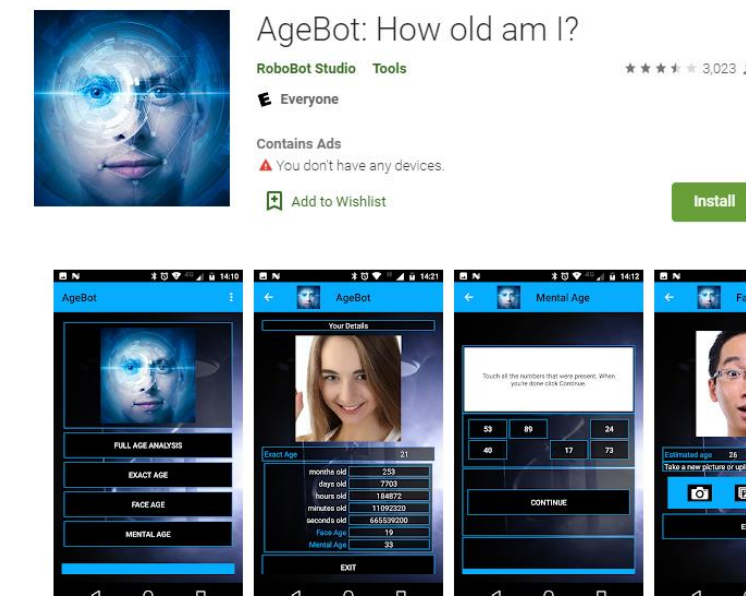 AgeBot: How old am I?
RoboBot Studio Tools
3,023
E Everyone
Contains Ads
You don't have any devices.
Add to Wishlist
Install
14:10
AgeBot
FULL AGE ANALYSIS
EXACT AGE
FACE AGE
MENTAL AGE
14:21
AgeBot
Your Details
Exact Age 21
months old 253
days old 7703
hours old 184872
minutes old 11092320
seconds old 665539200
Face Age 19
Mental Age 33
EXIT
14:12
Mental Age
Touch all the numbers that were present. When
you're done click Continue.
53 89 24
40 17 73
CONTINUE
Fa
Estimated age 26
Take a new picture or upl
E